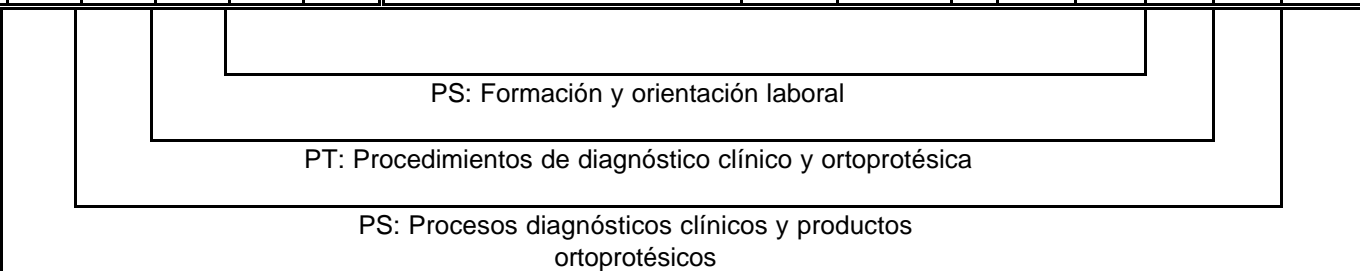 PS: Formación y orientación laboral
PT: Procedimientos de diagnóstico clínico y ortoprotésica
PS: Procesos diagnósticos clínicos y productos
ortoprotésicos